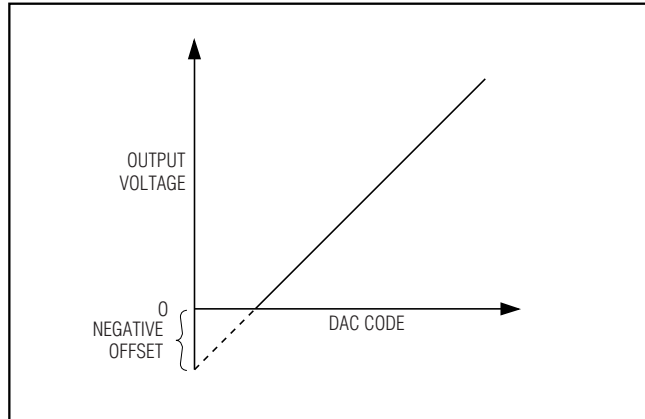 OUTPUT
VOLTAGE
0
DAC CODE
NEGATIVE
OFFSET